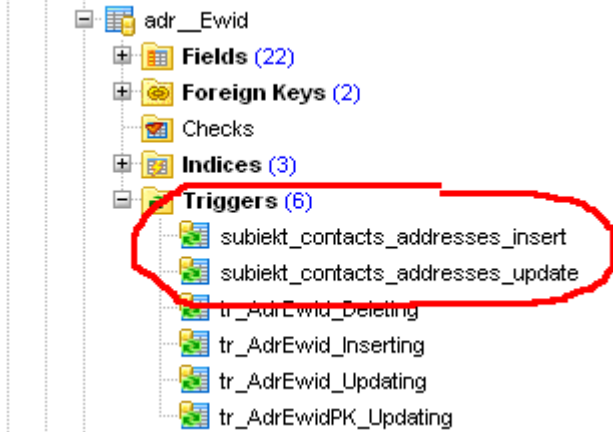 adr__Ewid
Fields (22)
Foreign Keys (2)
Checks
Indices (3)
Triggers (6)
subiekt_contacts_addresses_insert
subiekt_contacts_addresses_update
tr_AdrEwid_Deleting
tr_AdrEwid_Inserting
tr_AdrEwid_Updating
tr_AdrEwidPK_Updating